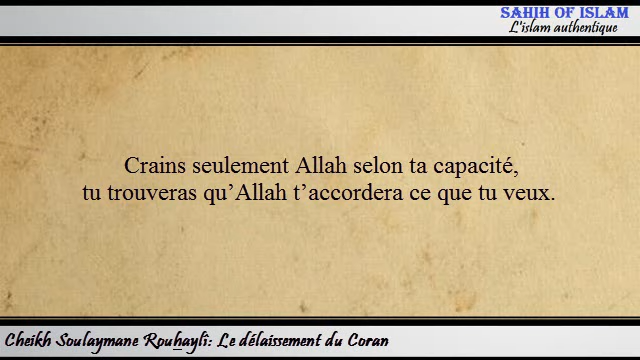 SAHIH OF ISLAM
L'islam authentique
Crains seulement Allah selon ta capacité,
tu trouveras qu’Allah t’accordera ce que tu veux.
Cheikh Soulaymane Rouhayli: Le délaissement du Coran